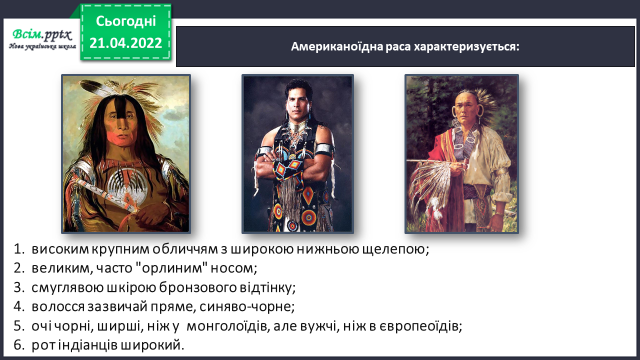 Всім.pptx
Нова українська школа
Сьогодні
21.04.2022
Американоїдна раса характеризується:
1. високим крупним обличчям з широкою нижньою щелепою;
2. великим, часто "орлиним" носом;
3. смуглявою шкірою бронзового відтінку;
4. волосся зазвичай пряме, синяво-чорне;
5. очі чорні, ширші, ніж у монголоїдів, але вужчі, ніж в європеоїдів;
6. рот індіанців широкий.